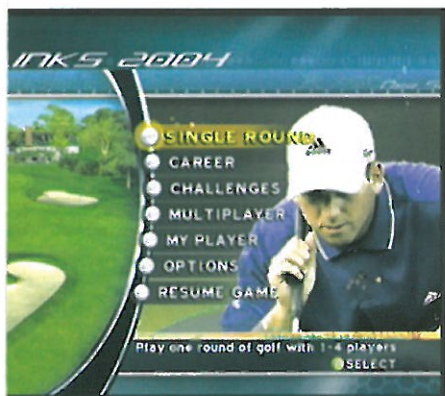 INKS 2004
SINGLE ROUND
CAREER
CHALLENGES
MULTIPLAYER
MY PLAYER
OPTIONS
RESUME GAME
adidas
Play one round of golf with 1-4 players
SELECT